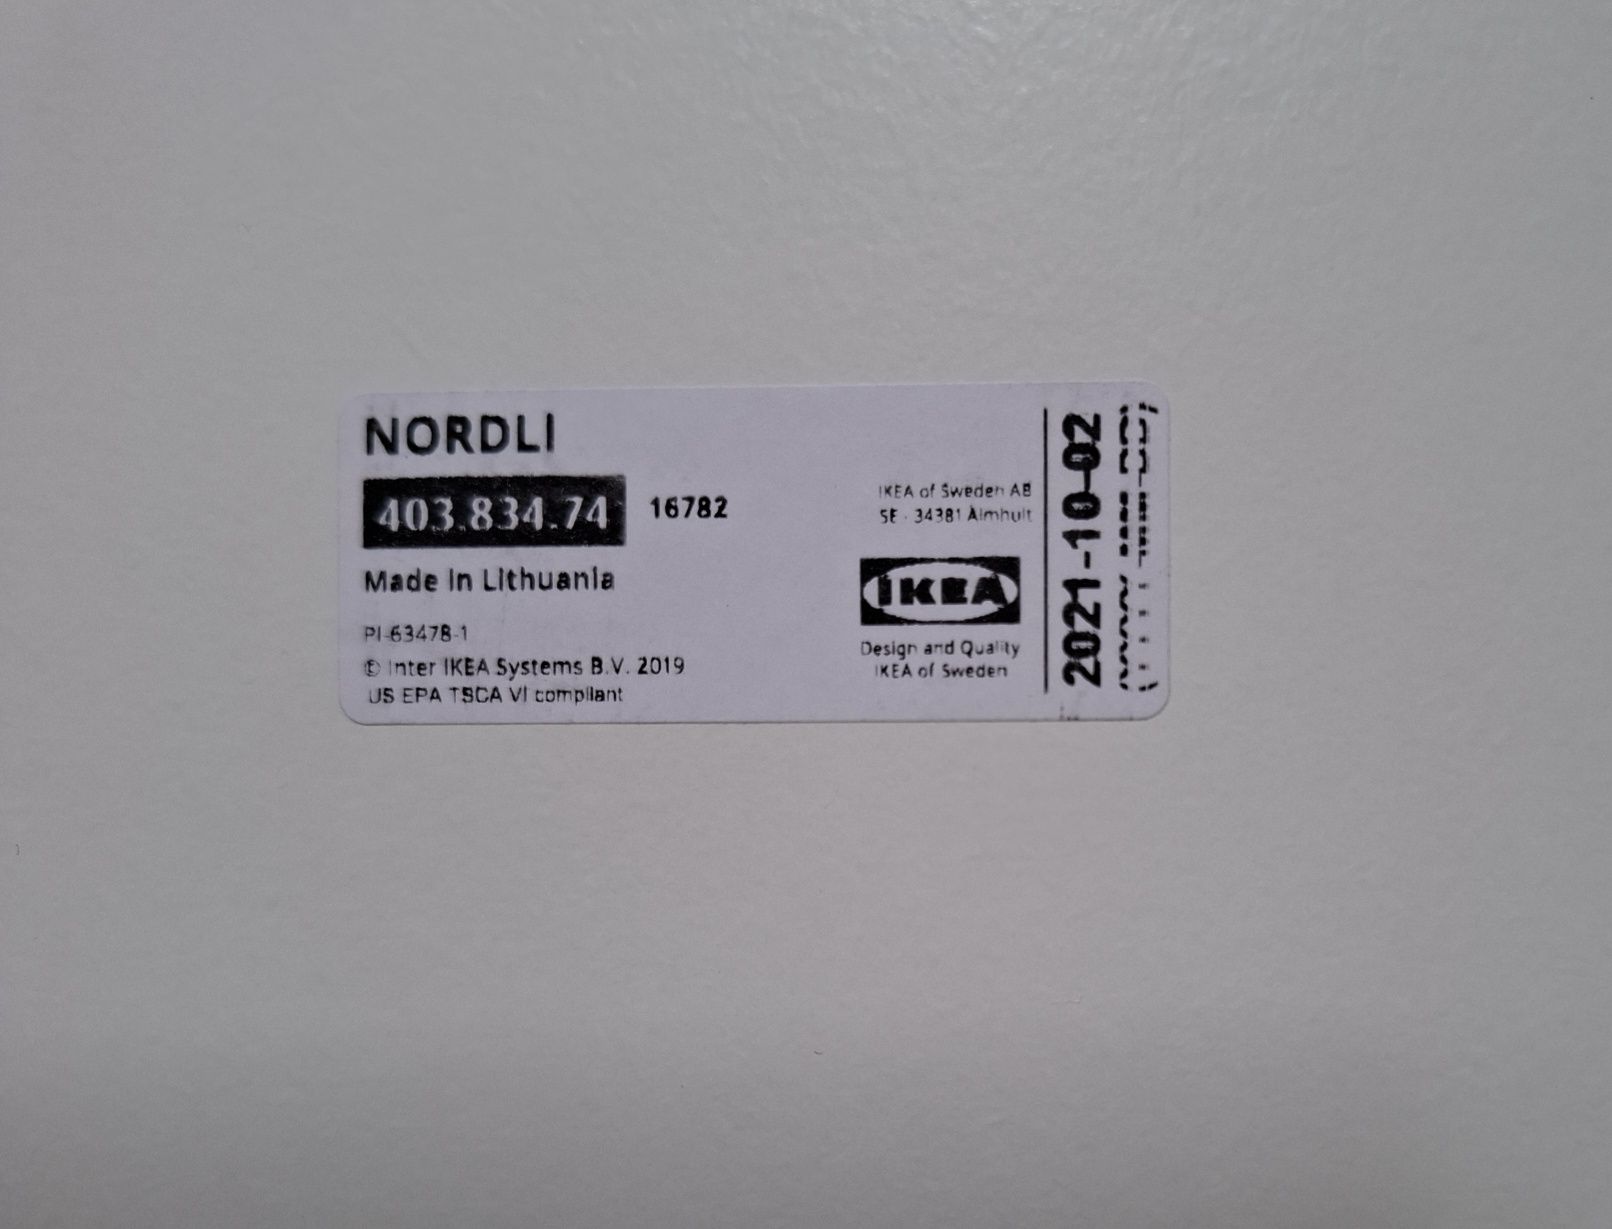 NORDLI
403.834.74 16782
Made in Lithuania
PI-63478-1
© Inter IKEA Systems B.V. 2019
US EPA TSCA VI compliant
IKEA of Sweden AB
SE - 34381 Älmhult
IKEA
Design and Quality
IKEA of Sweden
2021-10-02